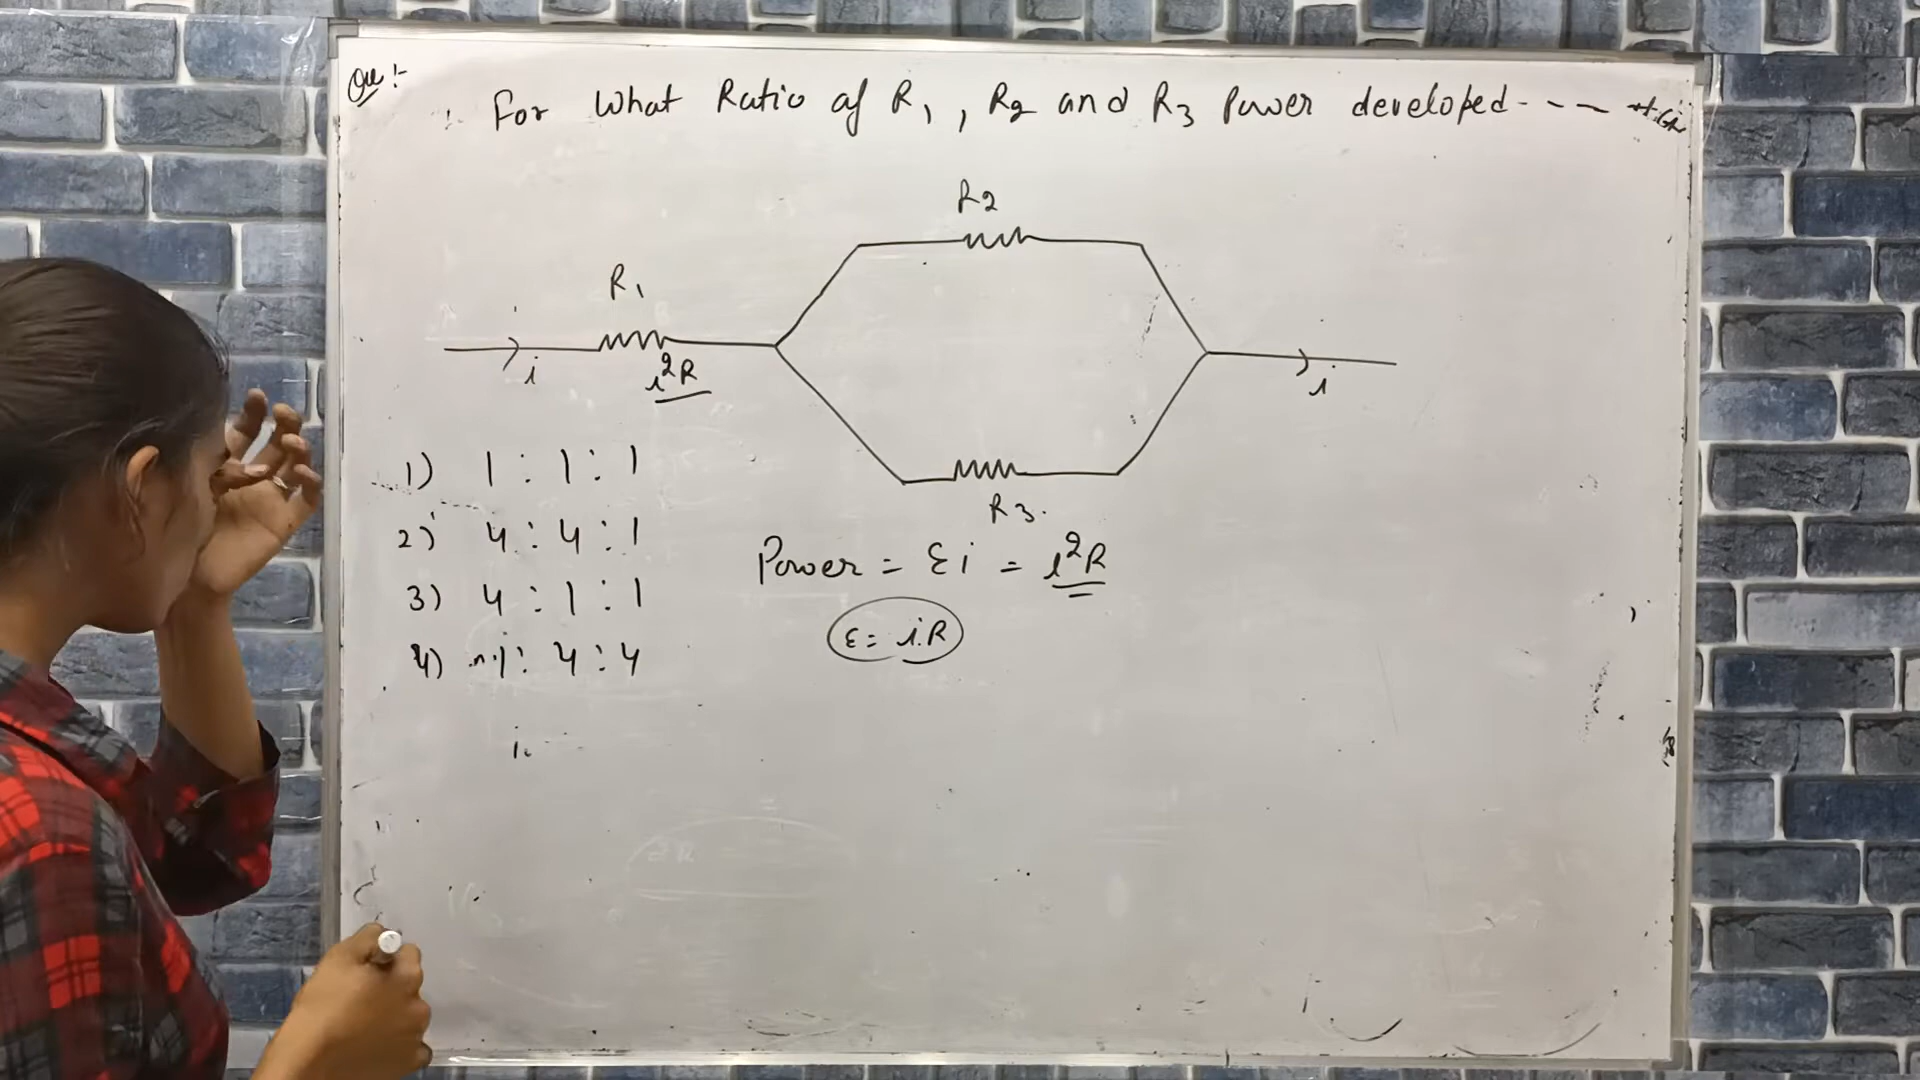 Que :-
For What Ratio of R1, R2 and R3 Power developed- - - -
R2
R1
i
i²R
i
R3.
1) 1 : 1 : 1
2) 4 : 4 : 1
3) 4 : 1 : 1
4) 1 : 4 : 4
Power = εi = i²R
ε = i.R